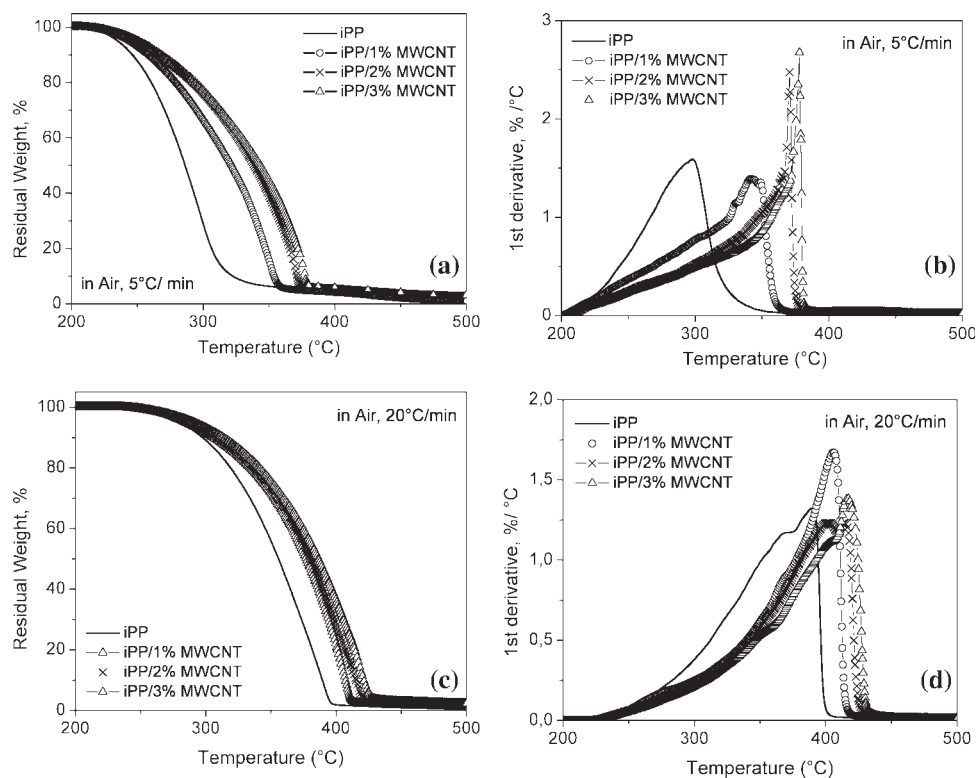 100
80
60
40
20
0
Residual Weight, %
(a)
iPP
iPP/1% MWCNT
iPP/2% MWCNT
iPP/3% MWCNT
(a)
in Air, 5°C/ min
200 300 400 500
Temperature (°C)
3
2
1
0
1st derivative, % /°C
in Air, 5°C/min
iPP
iPP/1% MWCNT
iPP/2% MWCNT
iPP/3% MWCNT
(b)
200 300 400 500
Temperature (°C)
100
80
60
40
20
0
Residual Weight, %
in Air, 20°C/min
iPP
iPP/1% MWCNT
iPP/2% MWCNT
iPP/3% MWCNT
(c)
200 300 400 500
Temperature (°C)
2,0
1,5
1,0
0,5
0,0
1st derivative, %/ °C
in Air, 20°C/min
iPP
iPP/1% MWCNT
iPP/2% MWCNT
iPP/3% MWCNT
(d)
200 300 400 500
Temperature (°C)